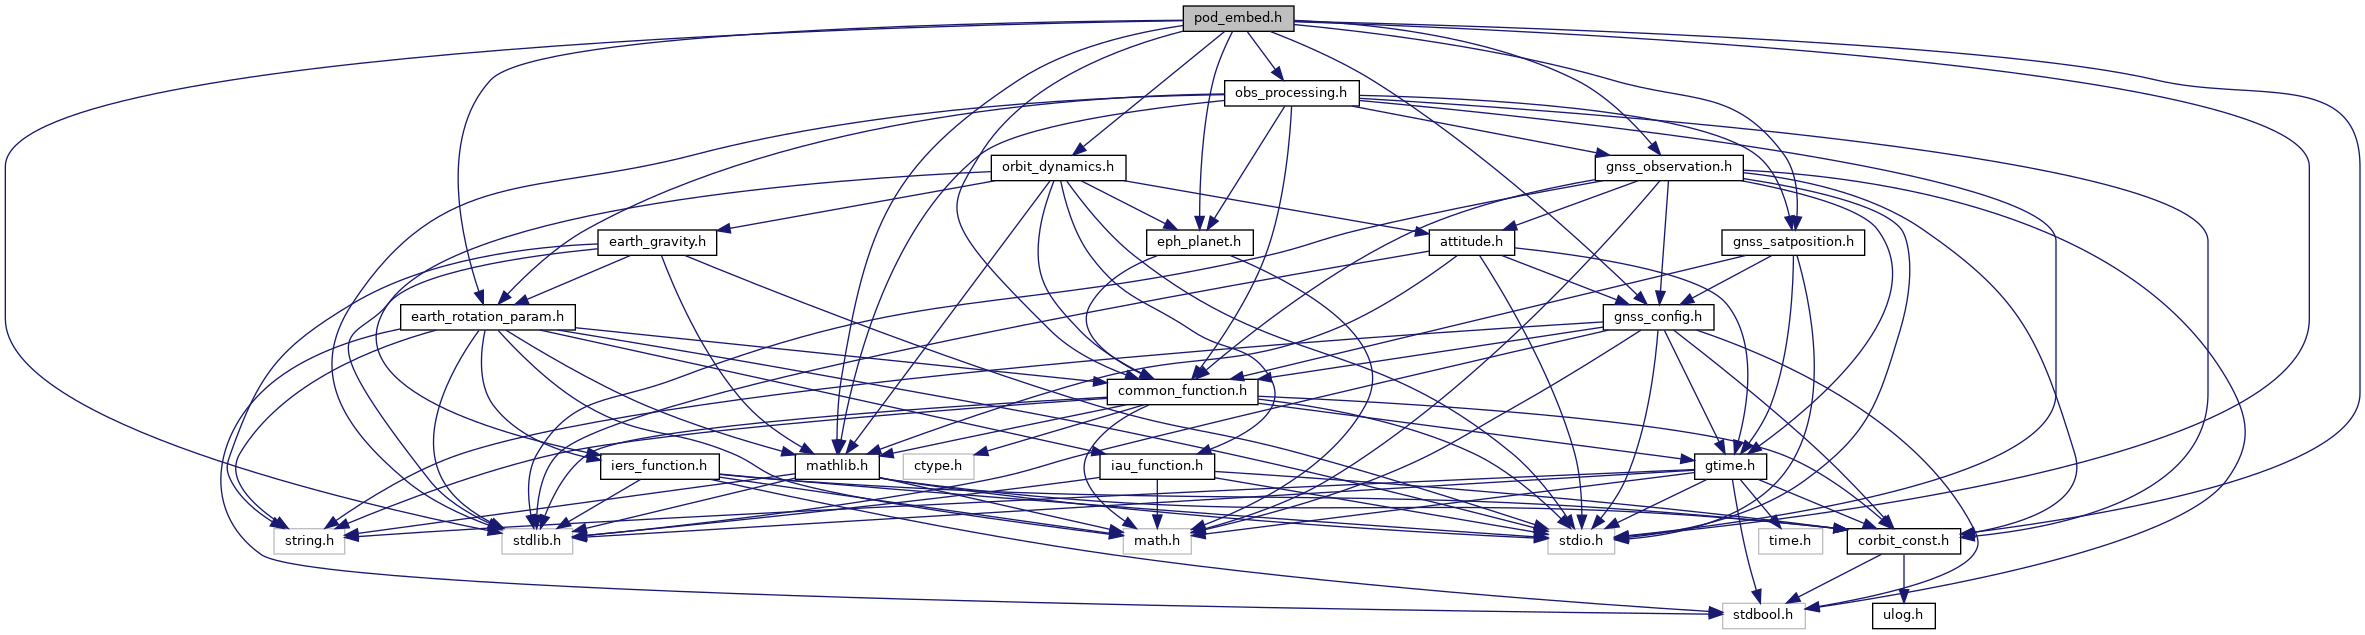 pod_embed.h
obs_processing.h
orbit_dynamics.h
gnss_observation.h
earth_gravity.h
eph_planet.h
attitude.h
gnss_satposition.h
earth_rotation_param.h
gnss_config.h
common_function.h
iers_function.h
mathlib.h
ctype.h
iau_function.h
gtime.h
string.h
stdlib.h
math.h
stdio.h
time.h
corbit_const.h
stdbool.h
ulog.h